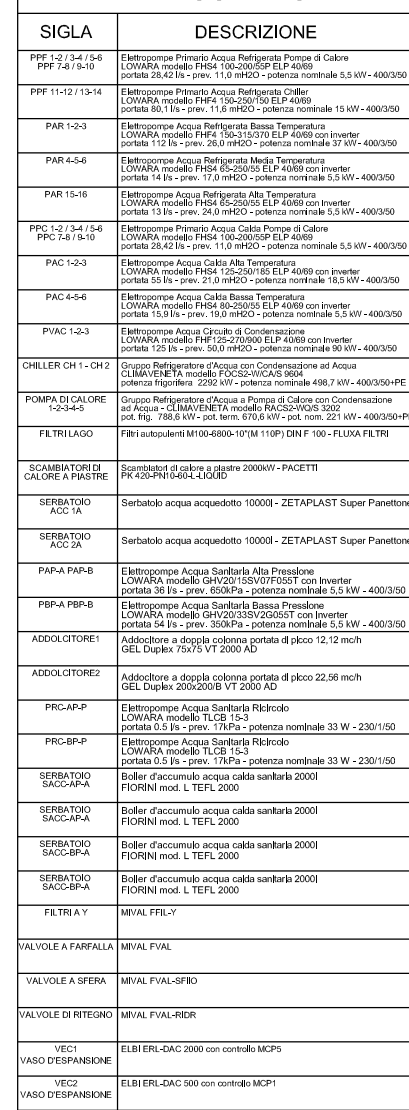 SIGLA
DESCRIZIONE
PPF 1-2 / 3-4 / 5-6
PPF 7-8 / 9-10
Elettropompe Primario Acqua Refrigerata Pompe di Calore
LOWARA modello FHS4 100-200/55P ELP 40/69
portata 28,42 l/s - prev. 11,0 mH2O - potenza nominale 5,5 kW - 400/3/50
PPF 11-12 / 13-14
Elettropompe Primario Acqua Refrigerata Chiller
LOWARA modello FHF4 150-250/150 ELP 40/69
portata 80,1 l/s - prev. 11,6 mH2O - potenza nominale 15 kW - 400/3/50
PAR 1-2-3
Elettropompe Acqua Refrigerata Bassa Temperatura
LOWARA modello FHF4 150-315/370 ELP 40/69 con inverter
portata 112 l/s - prev. 26,0 mH2O - potenza nominale 37 kW - 400/3/50
PAR 4-5-6
Elettropompe Acqua Refrigerata Media Temperatura
LOWARA modello FHS4 65-250/55 ELP 40/69 con inverter
portata 14 l/s - prev. 17,0 mH2O - potenza nominale 5,5 kW - 400/3/50
PAR 15-16
Elettropompe Acqua Refrigerata Alta Temperatura
LOWARA modello FHS4 65-250/55 ELP 40/69 con inverter
portata 13 l/s - prev. 24,0 mH2O - potenza nominale 5,5 kW - 400/3/50
PPC 1-2 / 3-4 / 5-6
PPC 7-8 / 9-10
Elettropompe Primario Acqua Calda Pompe di Calore
LOWARA modello FHS4 100-200/55P ELP 40/69
portata 28,42 l/s - prev. 11,0 mH2O - potenza nominale 5,5 kW - 400/3/50
PAC 1-2-3
Elettropompe Acqua Calda Alta Temperatura
LOWARA modello FHS4 125-250/185 ELP 40/69 con inverter
portata 55 l/s - prev. 21,0 mH2O - potenza nominale 18,5 kW - 400/3/50
PAC 4-5-6
Elettropompe Acqua Calda Bassa Temperatura
LOWARA modello FHS4 80-250/55 ELP 40/69 con inverter
portata 15,9 l/s - prev. 19,0 mH2O - potenza nominale 5,5 kW - 400/3/50
PVAC 1-2-3
Elettropompe Acqua Circuito di Condensazione
LOWARA modello FHF125-270/900 ELP 40/69 con inverter
portata 125 l/s - prev. 50,0 mH2O - potenza nominale 90 kW - 400/3/50
CHILLER CH 1 - CH 2
Gruppo Refrigeratore d'Acqua con Condensazione ad Acqua
CLIMAVENETA modello FOCS2-W/CA/S 9604
potenza frigorifera 2292 kW - potenza nominale 498,7 kW - 400/3/50+PE
POMPA DI CALORE
1-2-3-4-5
Gruppo Refrigeratore d'Acqua a Pompa di Calore con Condensazione
ad Acqua - CLIMAVENETA modello RACS2-WQ/S 3202
pot. frig. 788,6 kW - pot. term. 670,6 kW - pot. nom. 221 kW - 400/3/50+PE
FILTRI LAGO
Filtri autopulenti M100-6800-10"(M 110P) DIN F 100 - FLUXA FILTRI
SCAMBIATORI DI
CALORE A PIASTRE
Scambiatori di calore a piastre 2000kW - PACETTI
PK 420-PN10-60-L-LIQUID
SERBATOIO
ACC 1A
Serbatoio acqua acquedotto 10000l - ZETAPLAST Super Panettone
SERBATOIO
ACC 2A
Serbatoio acqua acquedotto 10000l - ZETAPLAST Super Panettone
PAP-A PAP-B
Elettropompe Acqua Sanitaria Alta Pressione
LOWARA modello GHV20/15SV07F055T con Inverter
portata 36 l/s - prev. 650kPa - potenza nominale 5,5 kW - 400/3/50
PBP-A PBP-B
Elettropompe Acqua Sanitaria Bassa Pressione
LOWARA modello GHV20/33SV2G055T con Inverter
portata 54 l/s - prev. 350kPa - potenza nominale 5,5 kW - 400/3/50
ADDOLCITORE1
Addolcitore a doppia colonna portata di picco 12,12 mc/h
GEL Duplex 75x75 VT 2000 AD
ADDOLCITORE2
Addolcitore a doppia colonna portata di picco 22,56 mc/h
GEL Duplex 200x200/B VT 2000 AD
PRC-AP-P
Elettropompe Acqua Sanitaria Ricircolo
LOWARA modello TLCB 15-3
portata 0.5 l/s - prev. 17kPa - potenza nominale 33 W - 230/1/50
PRC-BP-P
Elettropompe Acqua Sanitaria Ricircolo
LOWARA modello TLCB 15-3
portata 0.5 l/s - prev. 17kPa - potenza nominale 33 W - 230/1/50
SERBATOIO
SACC-AP-A
Boller d'accumulo acqua calda sanitaria 2000l
FIORINI mod. L TEFL 2000
SERBATOIO
SACC-AP-A
Boller d'accumulo acqua calda sanitaria 2000l
FIORINI mod. L TEFL 2000
SERBATOIO
SACC-BP-A
Boller d'accumulo acqua calda sanitaria 2000l
FIORINI mod. L TEFL 2000
SERBATOIO
SACC-BP-A
Boller d'accumulo acqua calda sanitaria 2000l
FIORINI mod. L TEFL 2000
FILTRI A Y
MIVAL FFIL-Y
VALVOLE A FARFALLA
MIVAL FVAL
VALVOLE A SFERA
MIVAL FVAL-SFIIO
VALVOLE DI RITEGNO
MIVAL FVAL-RIDR
VEC1
VASO D'ESPANSIONE
ELBI ERL-DAC 2000 con controllo MCP5
VEC2
VASO D'ESPANSIONE
ELBI ERL-DAC 500 con controllo MCP1